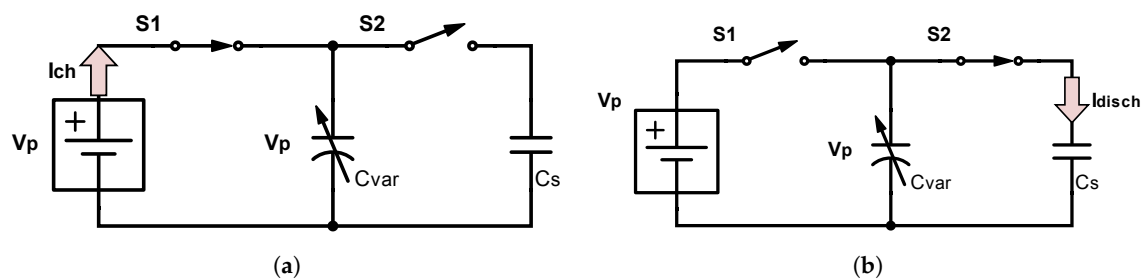 S1 S2
Ich
+
Vp Vp
Cvar Cs
(a)
S1 S2
Vp Idisch
+
Vp
Cvar Cs
(b)